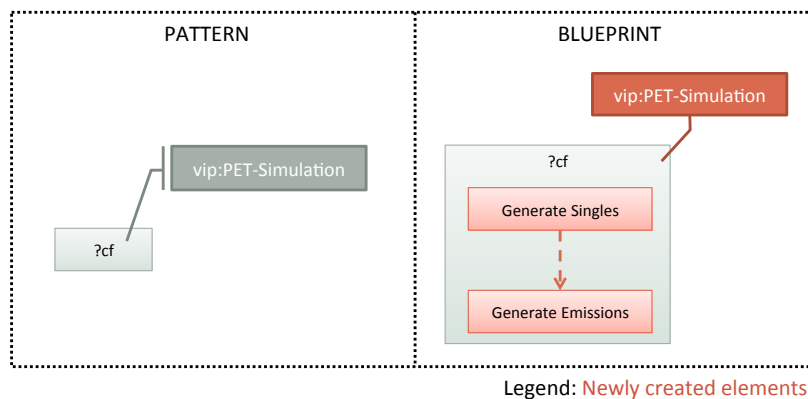 PATTERN
vip:PET-Simulation
?cf
BLUEPRINT
vip:PET-Simulation
?cf
Generate Singles
Generate Emissions
Legend: Newly created elements